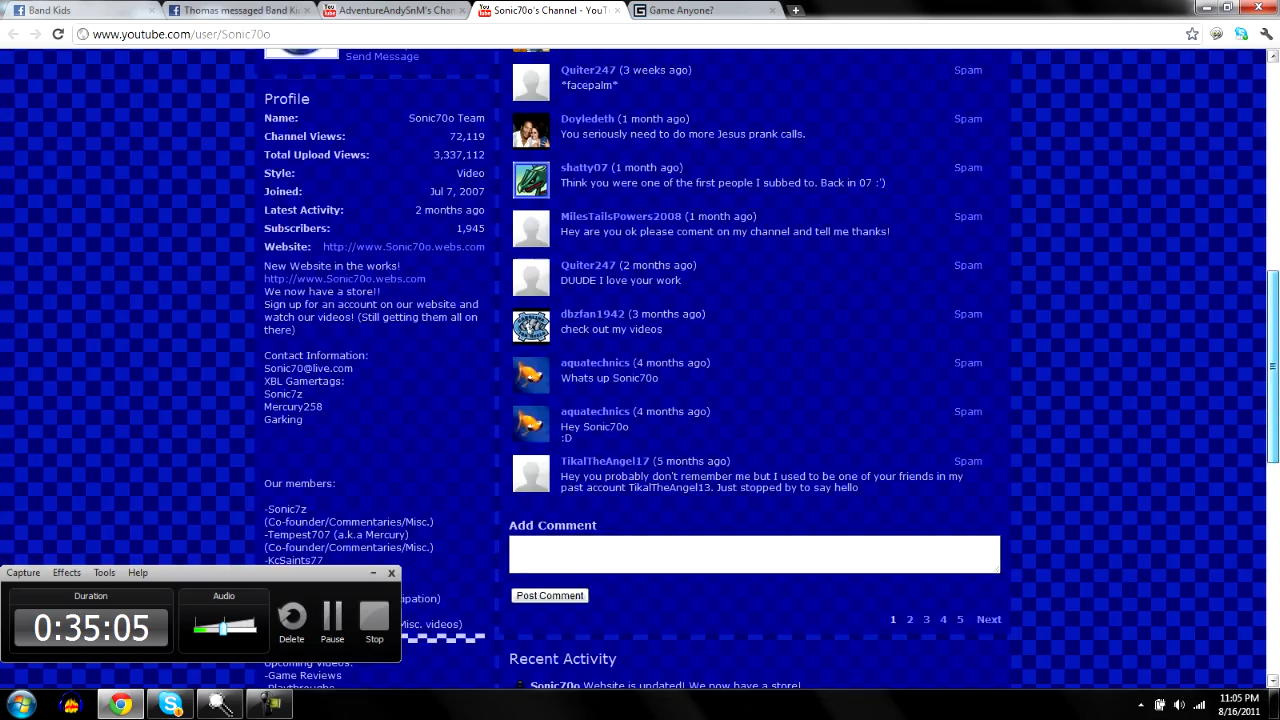 Band Kids
Thomas messaged Band Ki
AdventureAndySnM's Chan
Sonic70o's Channel - YouT
Game Anyone?
www.youtube.com/user/Sonic70o
Send Message
Profile
Name: Sonic70o Team
Channel Views: 72,119
Total Upload Views: 3,337,112
Style: Video
Joined: Jul 7, 2007
Latest Activity: 2 months ago
Subscribers: 1,945
Website: http://www.Sonic70o.webs.com
New Website in the works!
http://www.Sonic70o.webs.com
We now have a store!!
Sign up for an account on our website and
watch our videos! (Still getting them all on
there)
Contact Information:
Sonic70@live.com
XBL Gamertags:
Sonic7z
Mercury258
Garking
Our members:
-Sonic7z
(Co-founder/Commentaries/Misc.)
-Tempest707 (a.k.a Mercury)
(Co-founder/Commentaries/Misc.)
-KcSaints77
ipation)
Misc. videos)
Upcoming Videos:
-Game Reviews
-Playthroughs
Quiter247 (3 weeks ago) Spam
*facepalm*
Doyledeth (1 month ago) Spam
You seriously need to do more Jesus prank calls.
shatty07 (1 month ago) Spam
Think you were one of the first people I subbed to. Back in 07 :')
MilesTailsPowers2008 (1 month ago) Spam
Hey are you ok please coment on my channel and tell me thanks!
Quiter247 (2 months ago) Spam
DUUDE I love your work
dbzfan1942 (3 months ago) Spam
check out my videos
aquatechnics (4 months ago) Spam
Whats up Sonic70o
aquatechnics (4 months ago) Spam
Hey Sonic70o
:D
TikalTheAngel17 (5 months ago) Spam
Hey you probably don't remember me but I used to be one of your friends in my
past account TikalTheAngel13. Just stopped by to say hello
Add Comment
Post Comment
1 2 3 4 5 Next
Recent Activity
Sonic70o Website is updated! We now have a store!
Capture Effects Tools Help
Duration
0:35:05
Audio
Delete
Pause
Stop
11:05 PM
8/16/2011